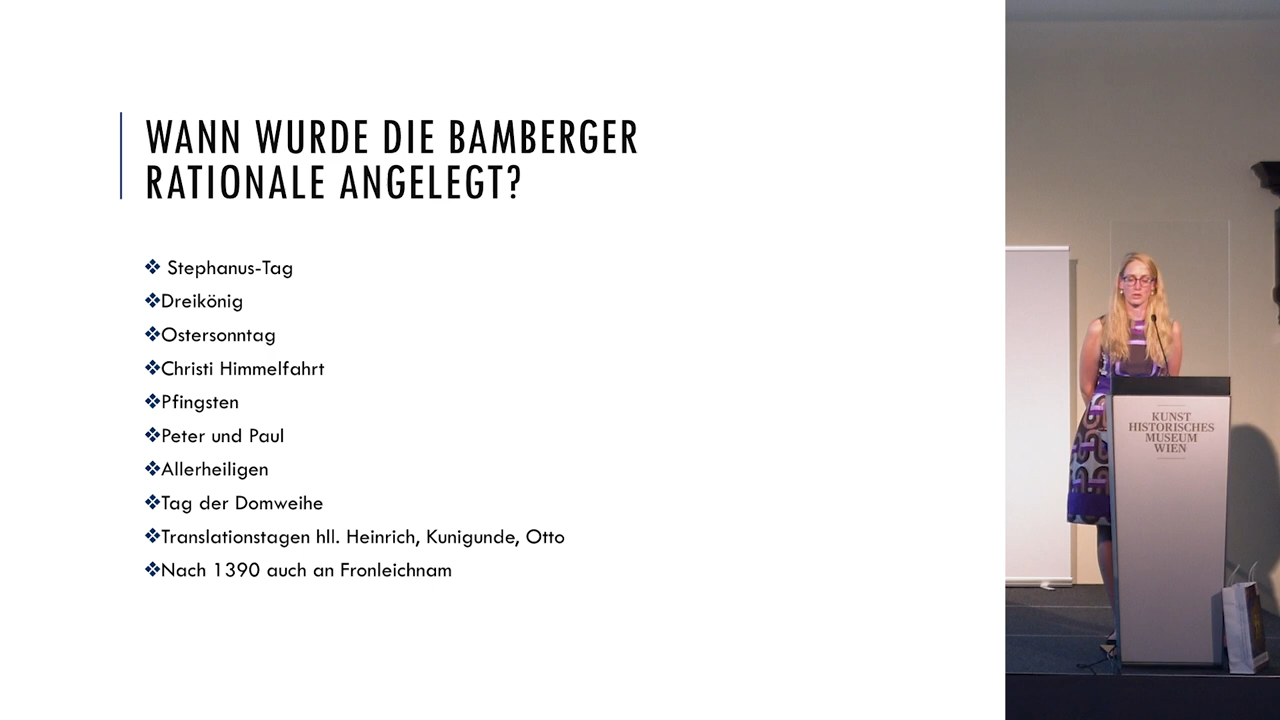 WANN WURDE DIE BAMBERGER
RATIONALE ANGELEGT?
Stephanus-Tag
Dreikönig
Ostersonntag
Christi Himmelfahrt
Pfingsten
Peter und Paul
Allerheiligen
Tag der Domweihe
Translationstagen hll. Heinrich, Kunigunde, Otto
Nach 1390 auch an Fronleichnam
KUNST
HISTORISCHES
MUSEUM
WIEN